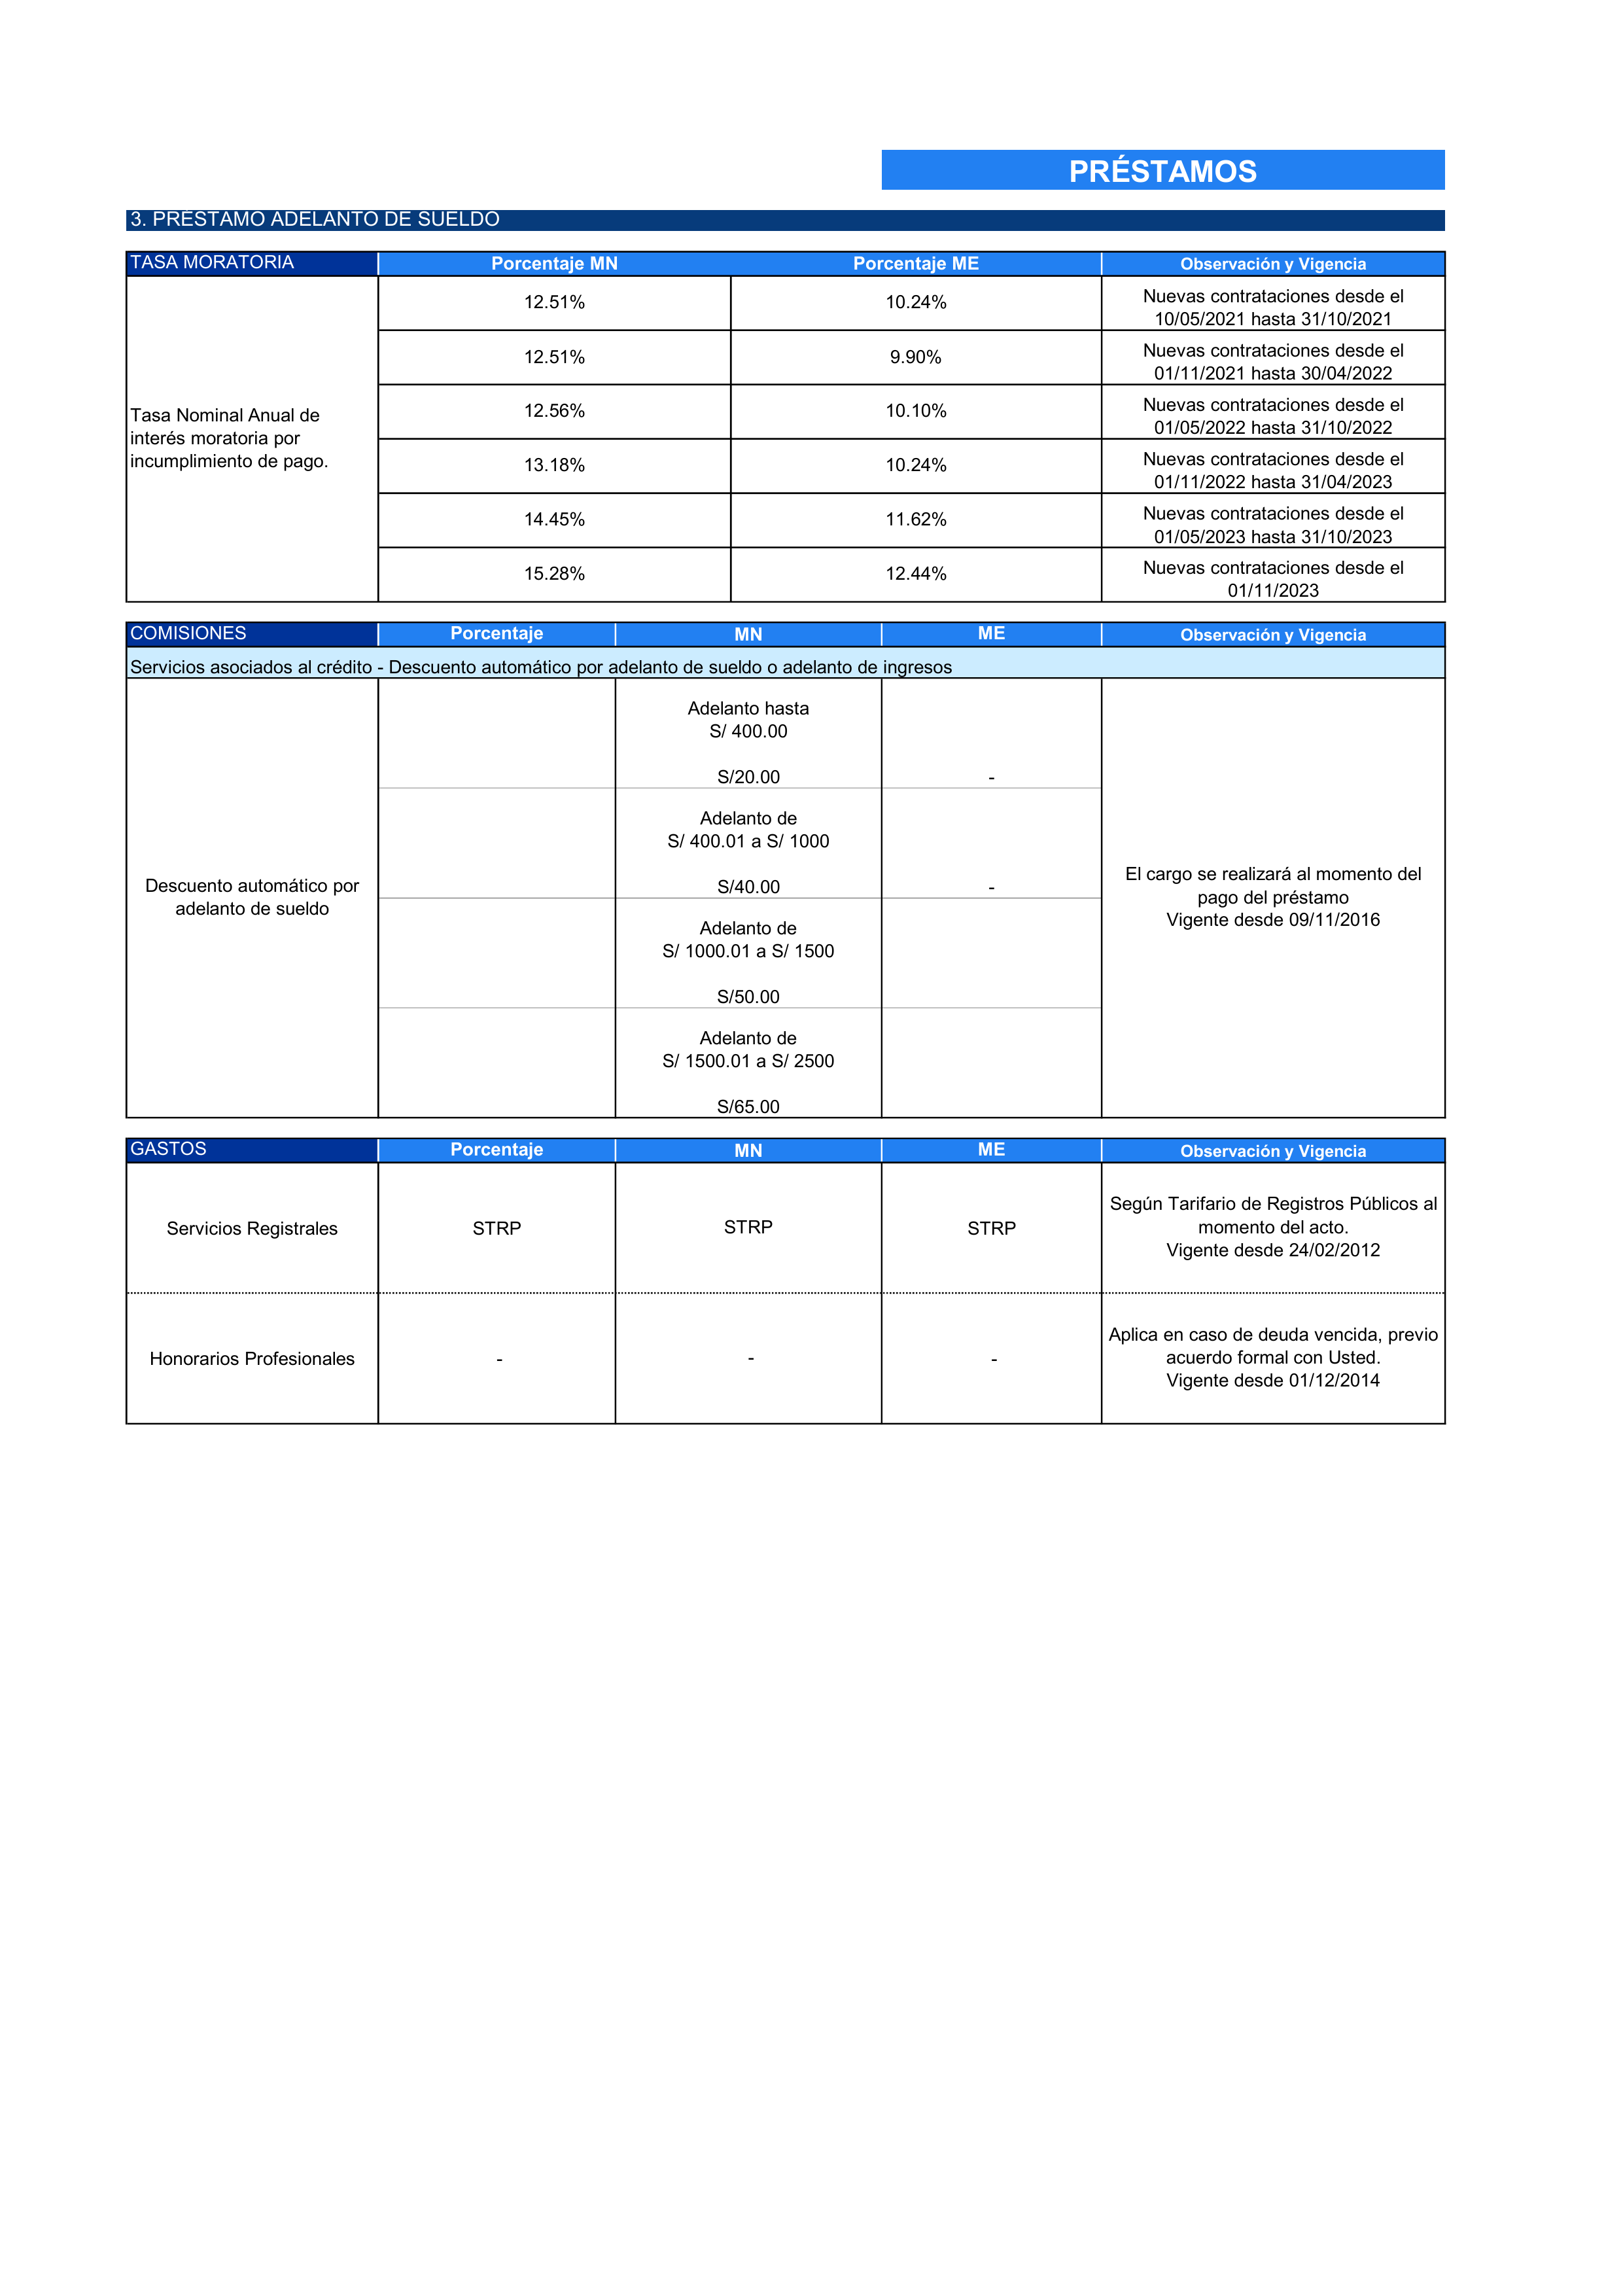 PRÉSTAMOS
3. PRÉSTAMO ADELANTO DE SUELDO
TASA MORATORIA
Porcentaje MN
Porcentaje ME
Observación y Vigencia
Tasa Nominal Anual de
interés moratoria por
incumplimiento de pago.
12.51%
10.24%
Nuevas contrataciones desde el
10/05/2021 hasta 31/10/2021
12.51%
9.90%
Nuevas contrataciones desde el
01/11/2021 hasta 30/04/2022
12.56%
10.10%
Nuevas contrataciones desde el
01/05/2022 hasta 31/10/2022
13.18%
10.24%
Nuevas contrataciones desde el
01/11/2022 hasta 31/04/2023
14.45%
11.62%
Nuevas contrataciones desde el
01/05/2023 hasta 31/10/2023
15.28%
12.44%
Nuevas contrataciones desde el
01/11/2023
COMISIONES
Porcentaje
MN
ME
Observación y Vigencia
Servicios asociados al crédito - Descuento automático por adelanto de sueldo o adelanto de ingresos
Descuento automático por
adelanto de sueldo
Adelanto hasta
S/ 400.00
S/20.00
-
Adelanto de
S/ 400.01 a S/ 1000
S/40.00
-
Adelanto de
S/ 1000.01 a S/ 1500
S/50.00
Adelanto de
S/ 1500.01 a S/ 2500
S/65.00
El cargo se realizará al momento del
pago del préstamo
Vigente desde 09/11/2016
GASTOS
Porcentaje
MN
ME
Observación y Vigencia
Servicios Registrales
STRP
STRP
STRP
Según Tarifario de Registros Públicos al
momento del acto.
Vigente desde 24/02/2012
Honorarios Profesionales
-
-
-
Aplica en caso de deuda vencida, previo
acuerdo formal con Usted.
Vigente desde 01/12/2014